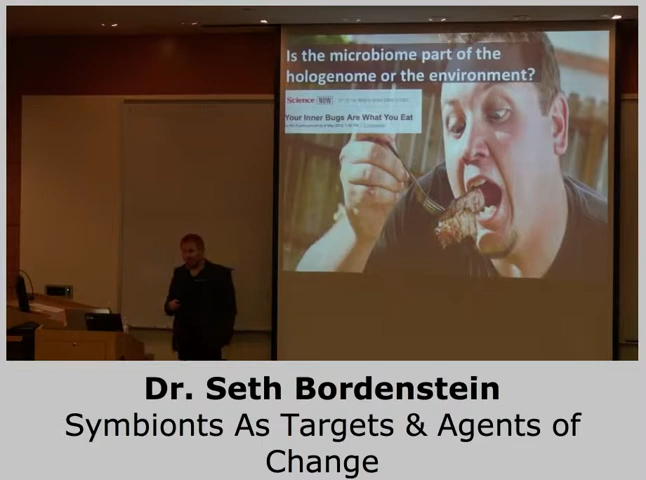 Is the microbiome part of the
hologenome or the environment?
Science NOW
Your Inner Bugs Are What You Eat
Dr. Seth Bordenstein
Symbionts As Targets & Agents of
Change